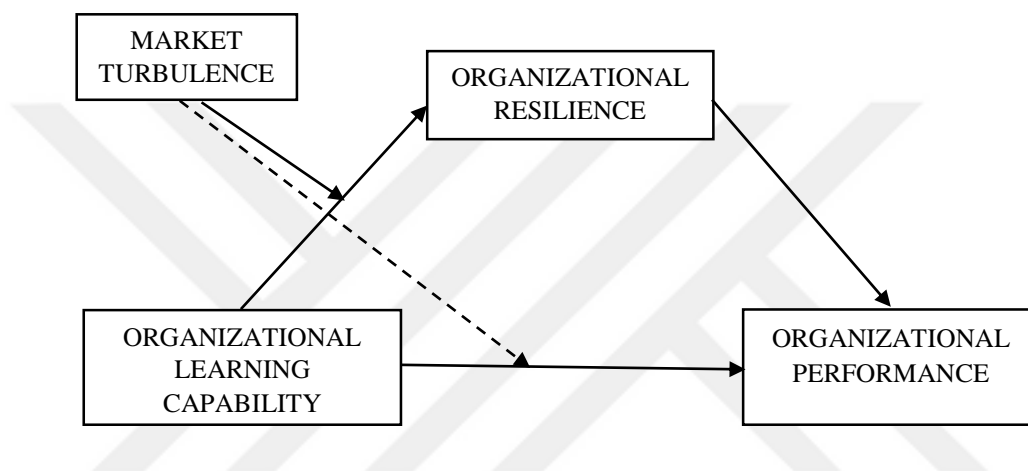 MARKET
TURBULENCE
ORGANIZATIONAL
RESILIENCE
ORGANIZATIONAL
LEARNING
CAPABILITY
ORGANIZATIONAL
PERFORMANCE